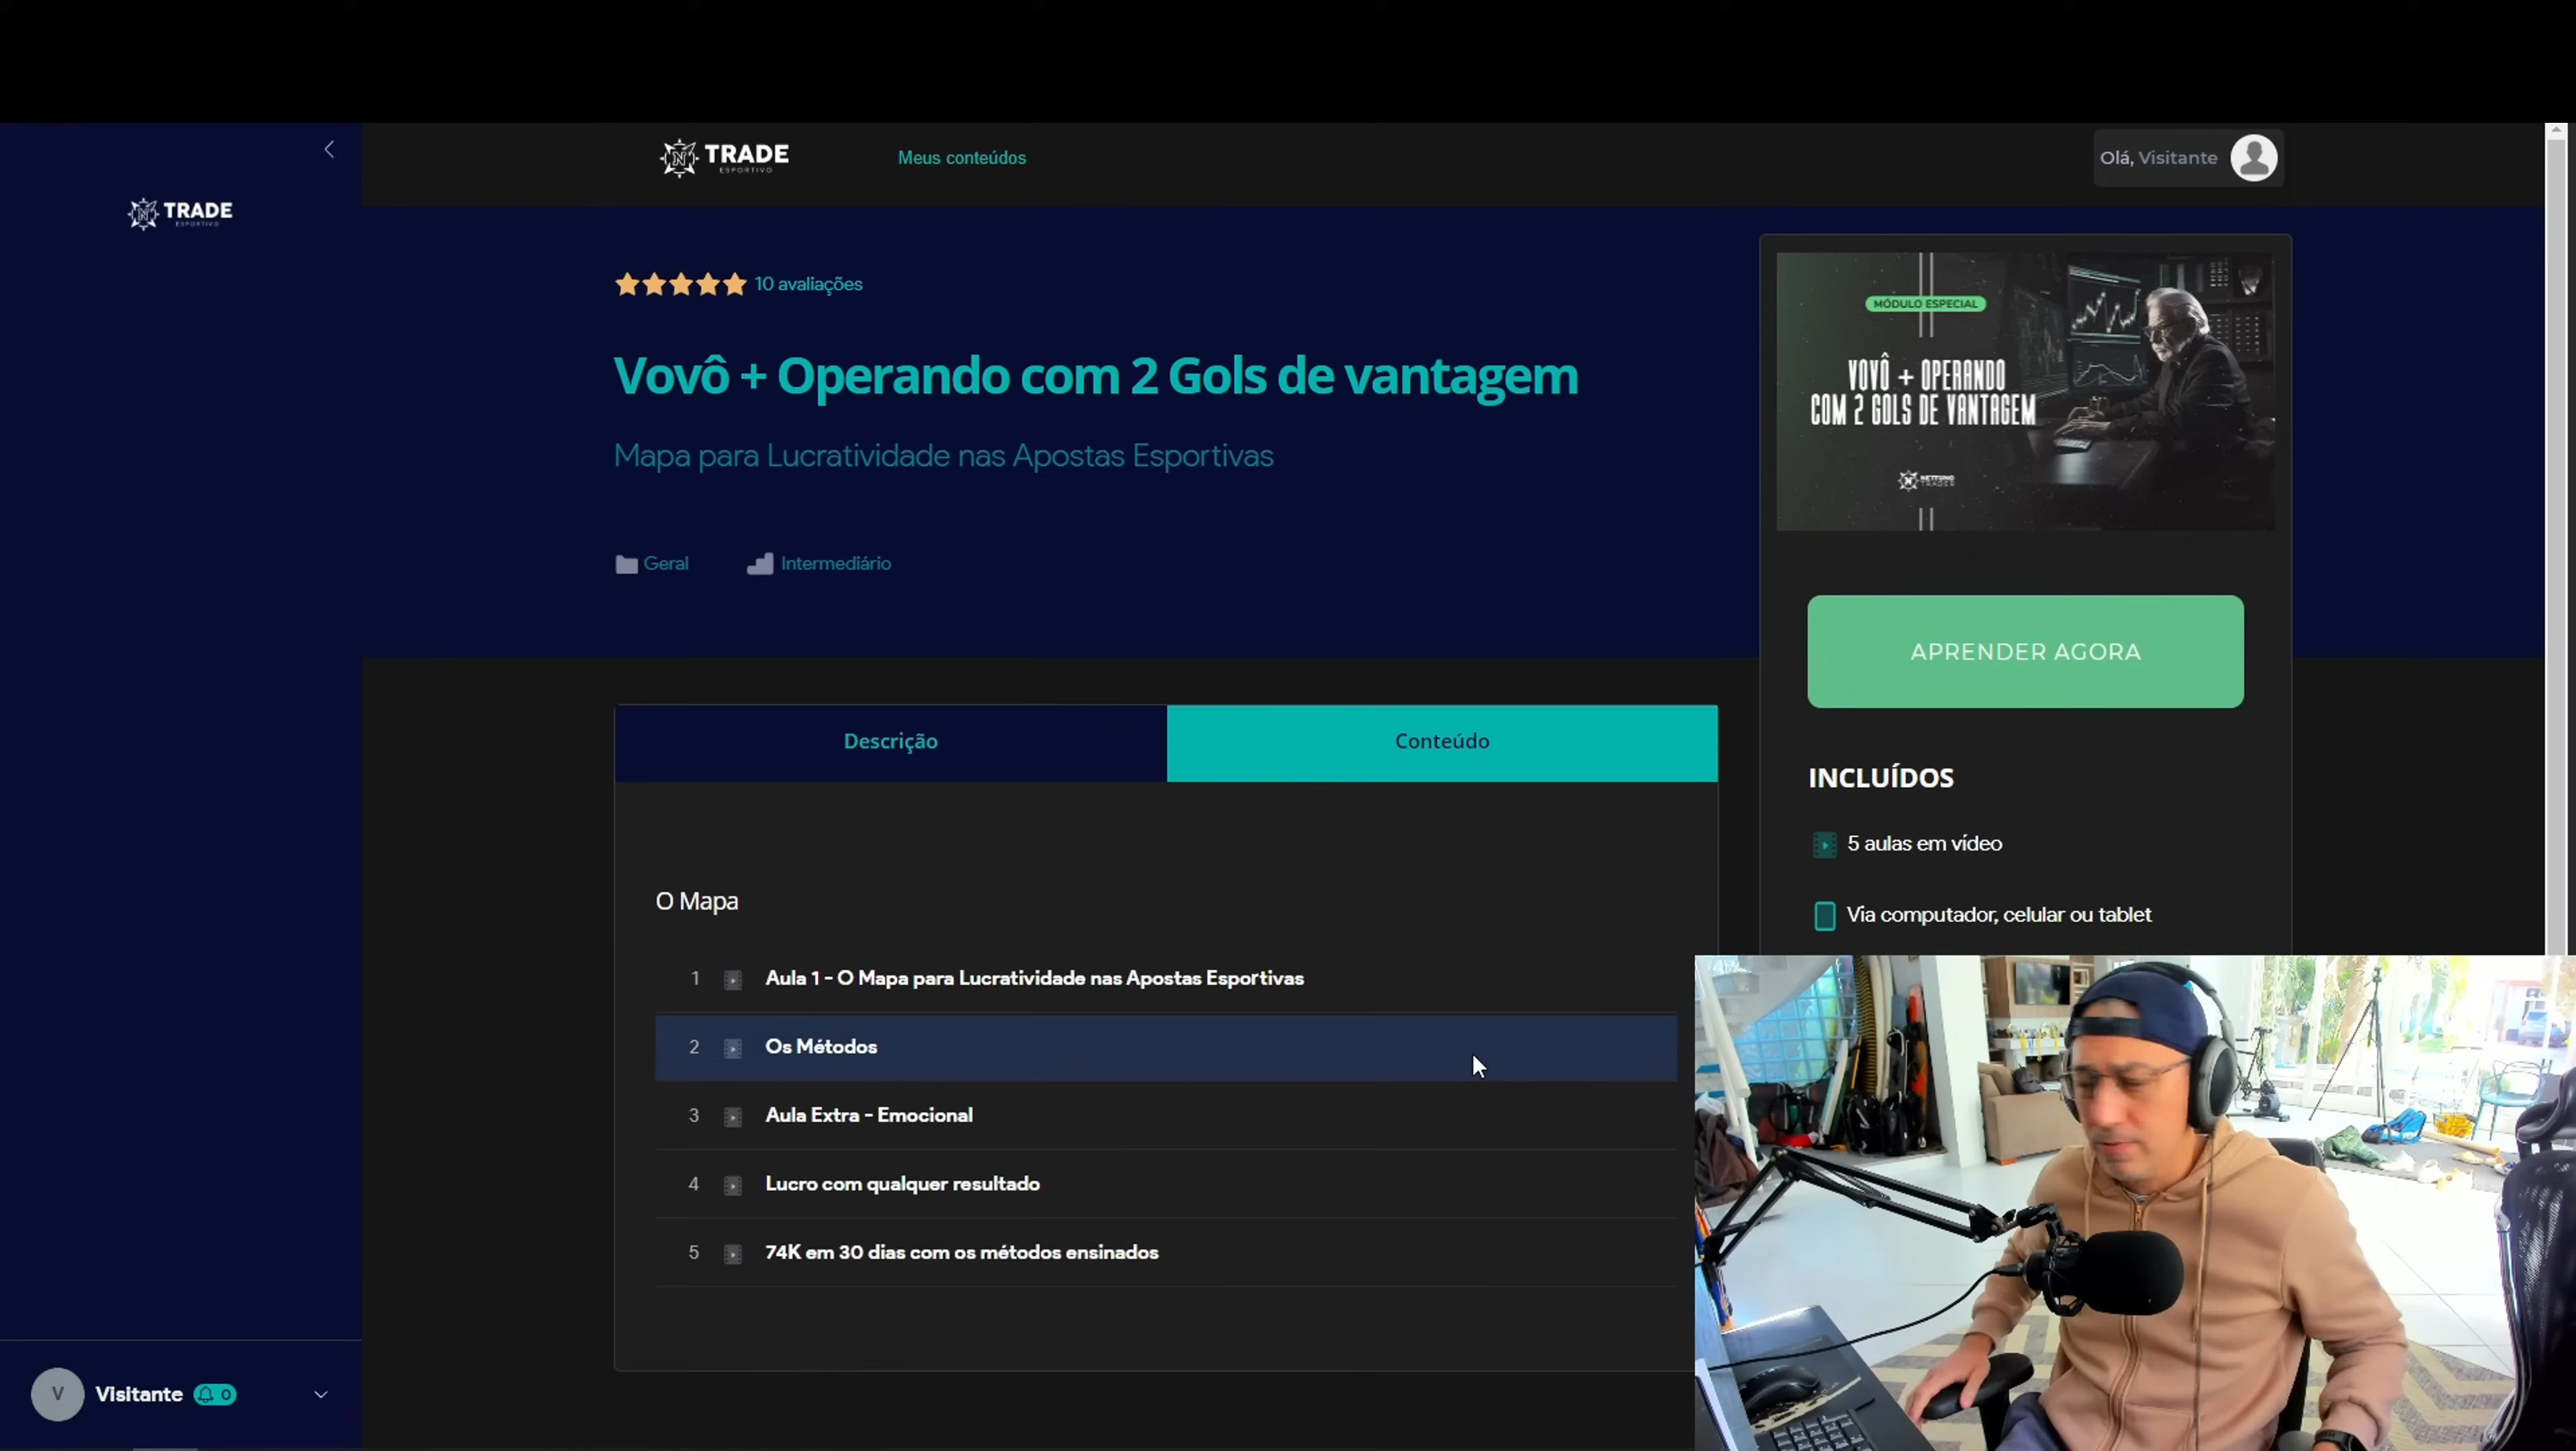 TRADE
ESPORTIVO
Meus conteúdos
Olá, Visitante
TRADE
ESPORTIVO
10 avaliações
Vovô + Operando com 2 Gols de vantagem
Mapa para Lucratividade nas Apostas Esportivas
Geral
Intermediário
MÓDULO ESPECIAL
VOVÔ + OPERANDO
COM 2 GOLS DE VANTAGEM
NETTUNO
TRADER
APRENDER AGORA
Descrição
Conteúdo
INCLUÍDOS
5 aulas em vídeo
Via computador, celular ou tablet
O Mapa
1 Aula 1 - O Mapa para Lucratividade nas Apostas Esportivas
2 Os Métodos
3 Aula Extra - Emocional
4 Lucro com qualquer resultado
5 74K em 30 dias com os métodos ensinados
V Visitante 0